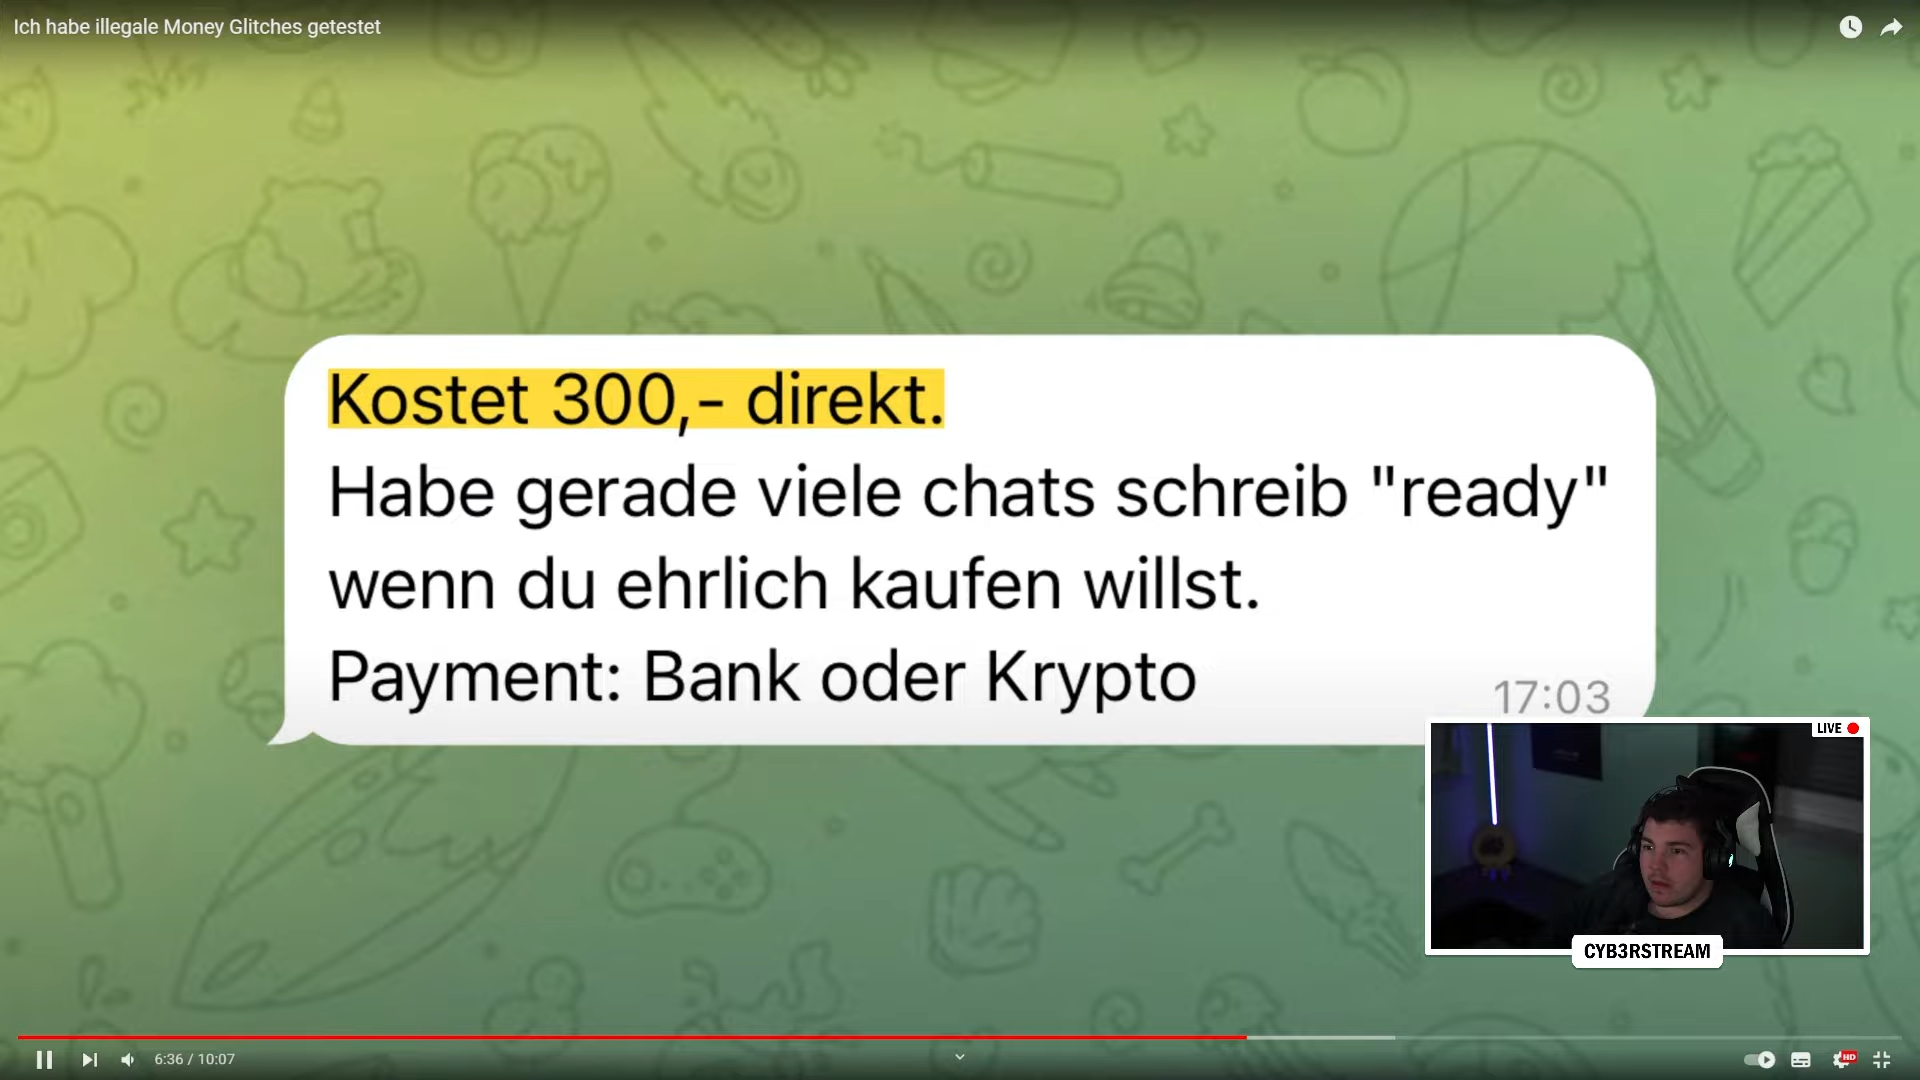 Ich habe illegale Money Glitches getestet
Kostet 300,- direkt.
Habe gerade viele chats schreib "ready"
wenn du ehrlich kaufen willst.
Payment: Bank oder Krypto
17:03
LIVE
CYB3RSTREAM
6:36 / 10:07
HD